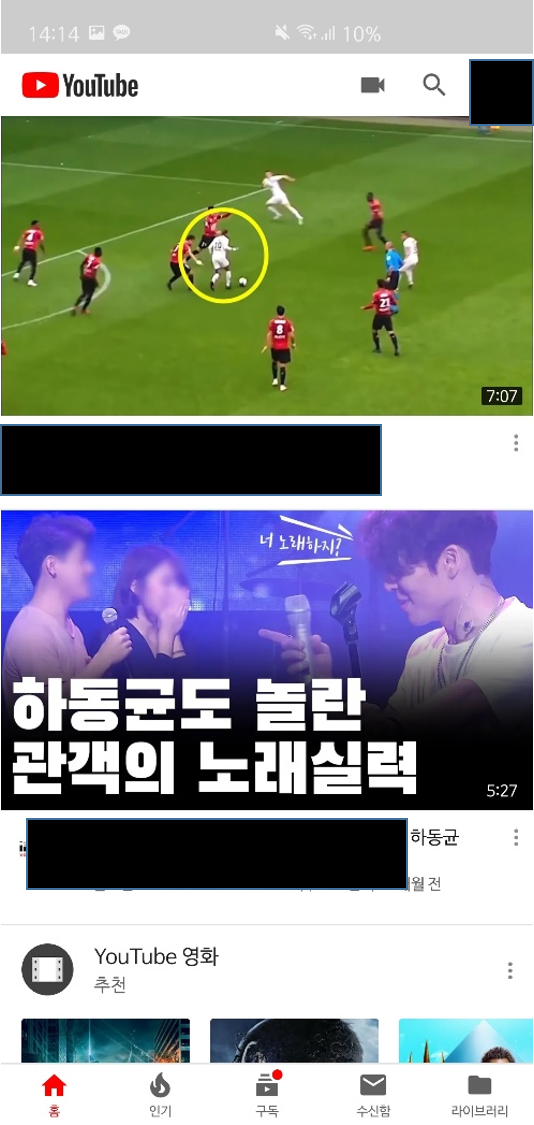 14:14
10%
YouTube
8
21
7:07
너 노래하지?
하동균도 놀란
관객의 노래실력
5:27
하동균
월 전
YouTube 영화
추천
홈
인기
구독
수신함
라이브러리